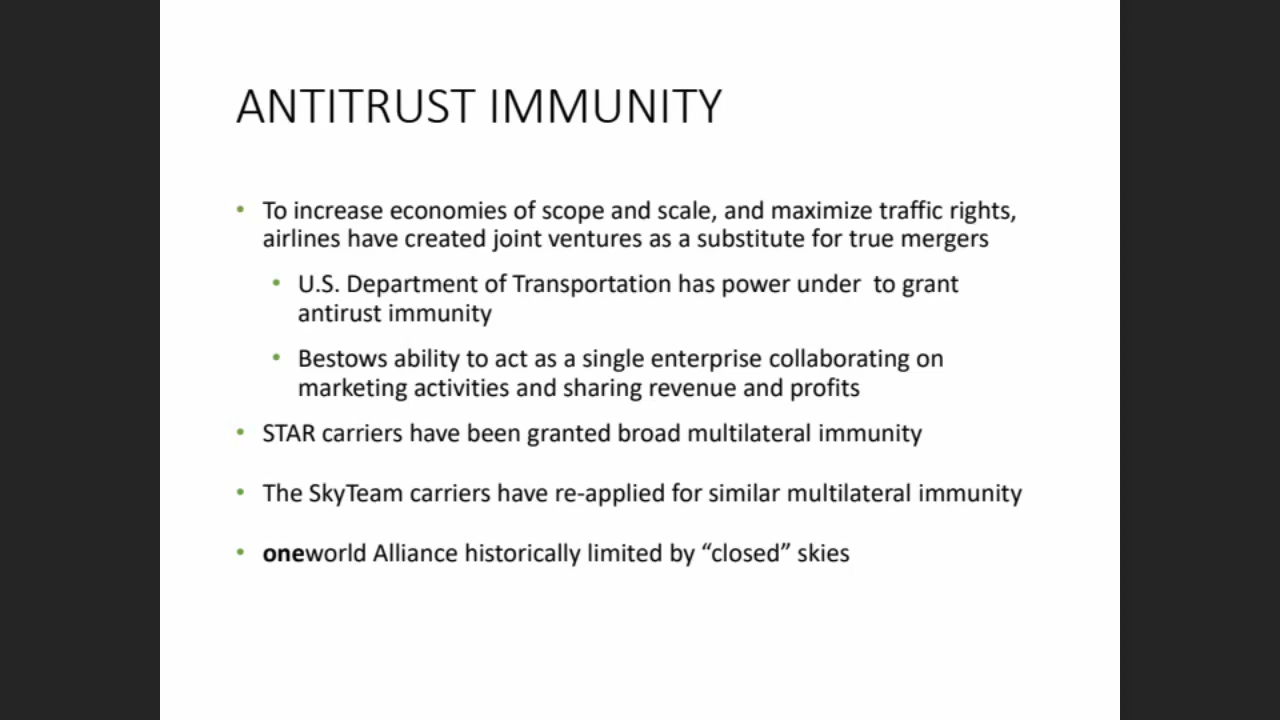 ANTITRUST IMMUNITY
• To increase economies of scope and scale, and maximize traffic rights,
airlines have created joint ventures as a substitute for true mergers
• U.S. Department of Transportation has power under  to grant
antirust immunity
• Bestows ability to act as a single enterprise collaborating on
marketing activities and sharing revenue and profits
• STAR carriers have been granted broad multilateral immunity
• The SkyTeam carriers have re-applied for similar multilateral immunity
• oneworld Alliance historically limited by “closed” skies